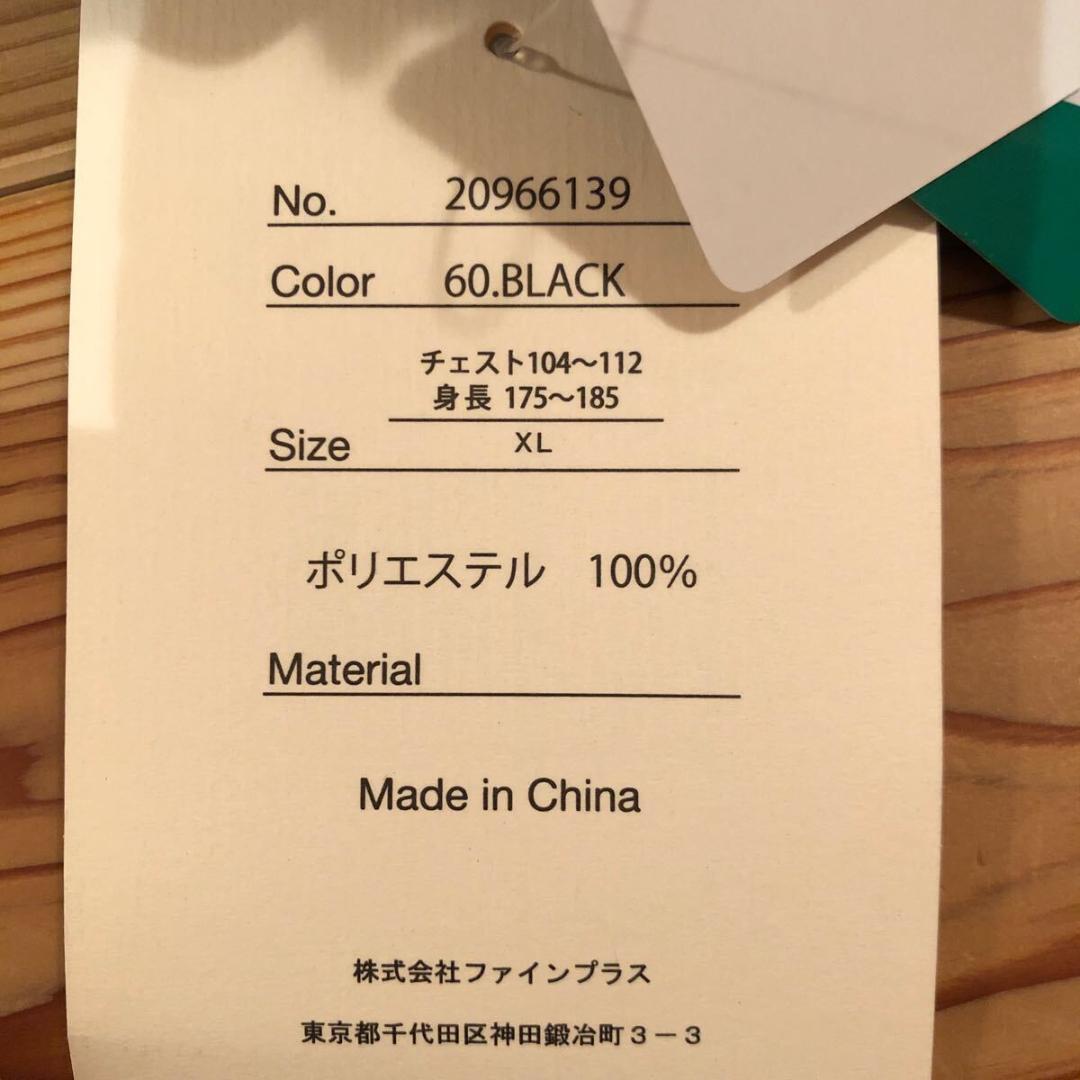 No. 20966139
Color 60.BLACK
チェスト104〜112
身長 175〜185
Size XL
ポリエステル 100%
Material
Made in China
株式会社ファインプラス
東京都千代田区神田鍛冶町3-3